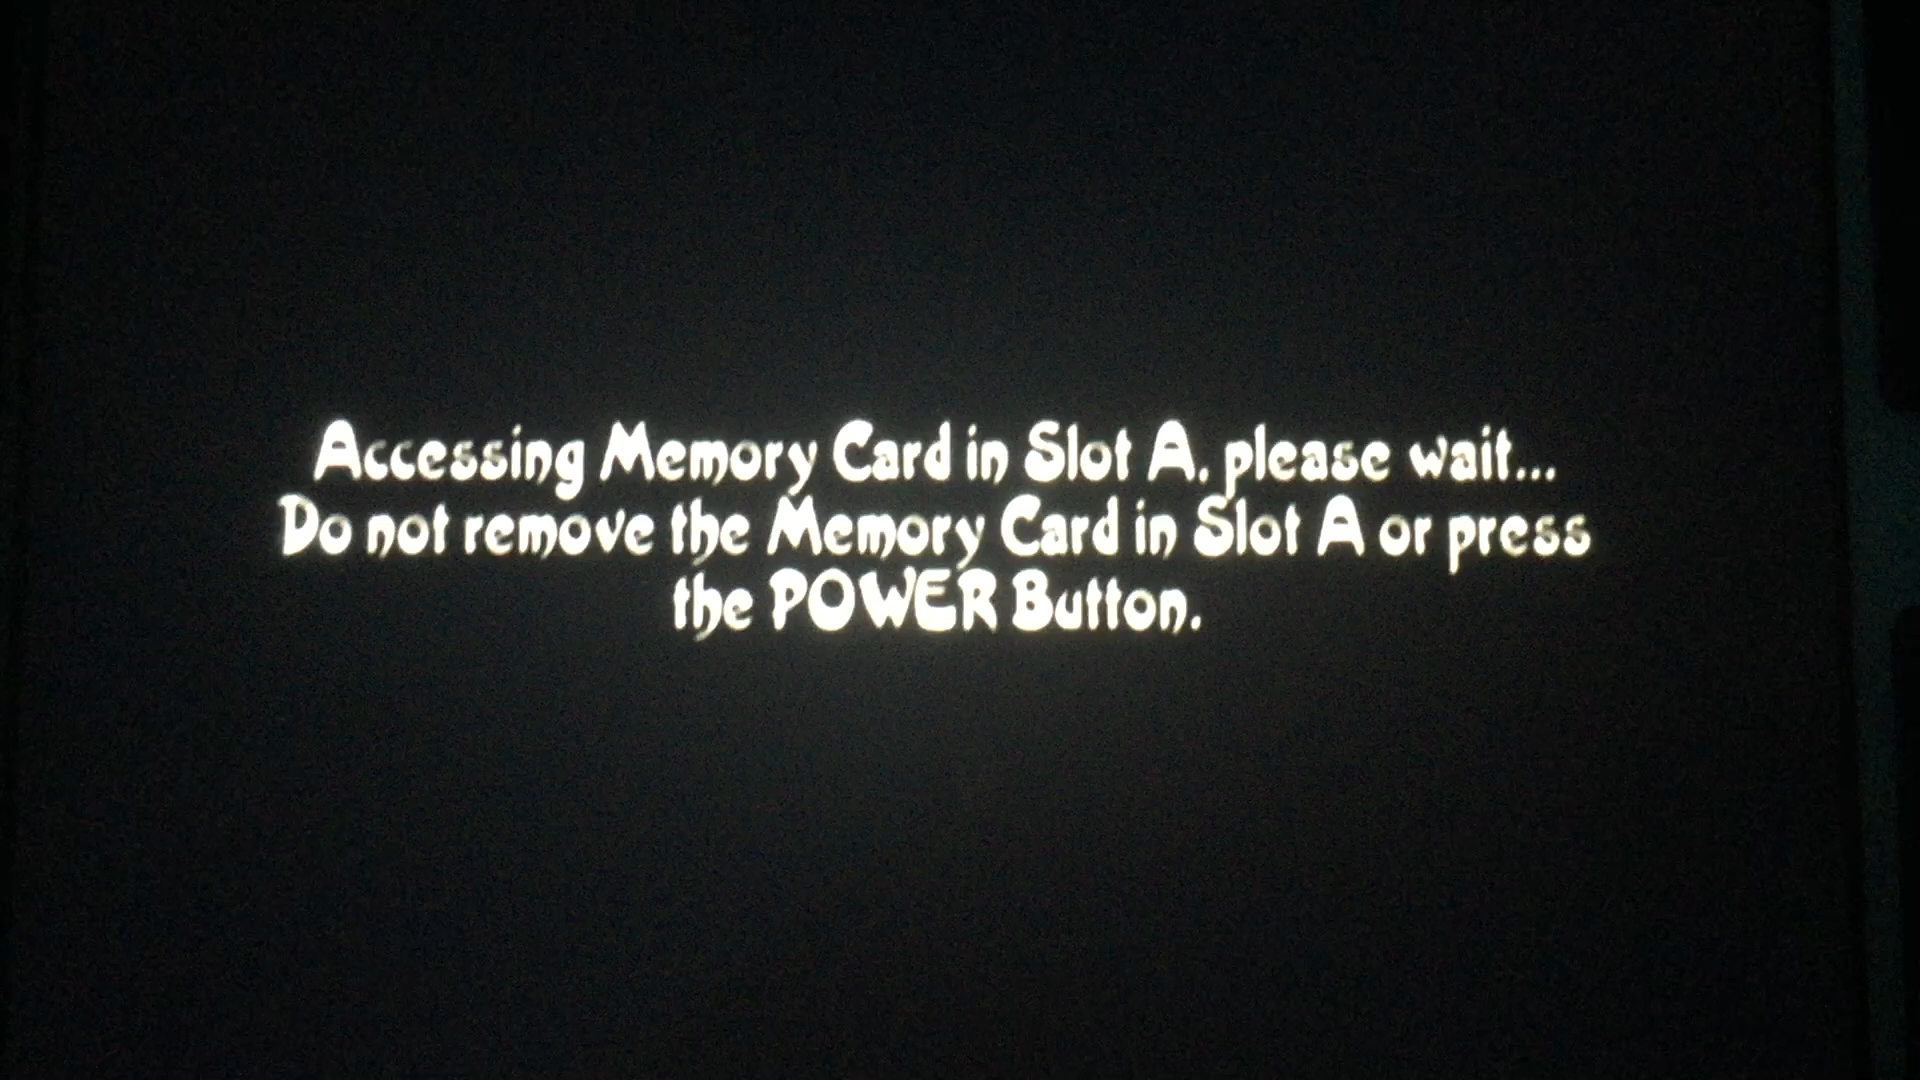 Accessing Memory Card in Slot A. please wait...
Do not remove the Memory Card in Slot A or press
the POWER Button.